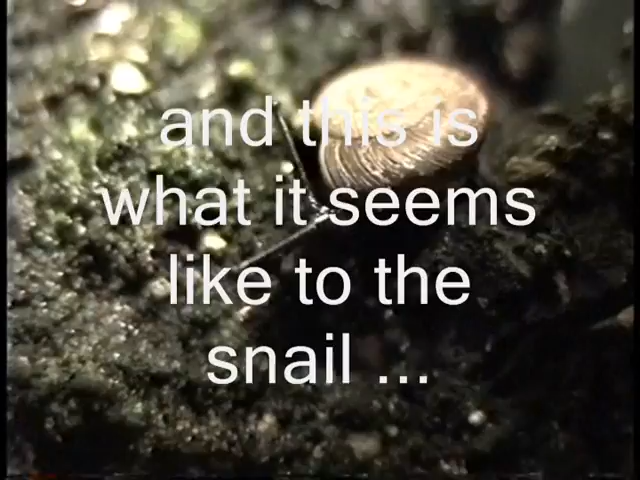 and this is
what it seems
like to the
snail ...